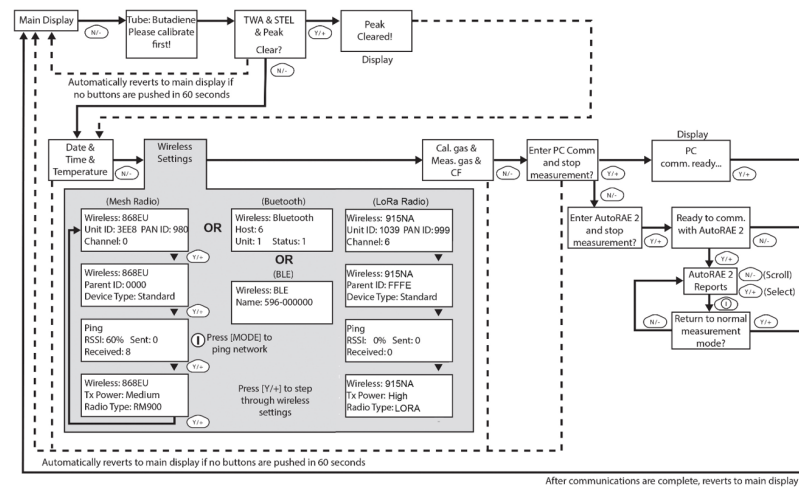 Main Display
N/-
Tube: Butadiene
Please calibrate
first!
TWA & STEL
& Peak
Clear?
Y/+
Peak
Cleared!
Display
N/-
Automatically reverts to main display if
no buttons are pushed in 60 seconds
Date &
Time &
Temperature
N/-
Wireless
Settings
Cal. gas &
Meas. gas &
CF
N/-
Enter PC Comm
and stop
measurement?
Y/+
N/-
Display
PC
comm. ready...
Y/+
Enter AutoRAE 2
and stop
measurement?
Y/+
Ready to comm.
with AutoRAE 2
N/-
Y/+
AutoRAE 2
Reports
N/- (Scroll)
Y/+ (Select)
Return to normal
measurement
mode?
N/-
Y/+
(Mesh Radio)
Wireless: 868EU
Unit ID: 3EE8 PAN ID: 980
Channel: 0
Y/+
Wireless: 868EU
Parent ID: 0000
Device Type: Standard
Y/+
Ping
RSSI: 60% Sent: 0
Received: 8
Y/+
Wireless: 868EU
Tx Power: Medium
Radio Type: RM900
Y/+
OR
(Buetooth)
Wireless: Bluetooth
Host: 6
Unit: 1 Status: 1
OR
(BLE)
Wireless: BLE
Name: 596-000000
Press [MODE] to
ping network
Press [Y/+] to step
through wireless
settings
(LoRa Radio)
Wireless: 915NA
Unit ID: 1039 PAN ID:999
Channel: 6
Wireless: 915NA
Parent ID: FFFE
Device Type: Standard
Ping
RSSI: 0% Sent: 0
Received: 0
Wireless: 915NA
Tx Power: High
Radio Type: LORA
Automatically reverts to main display if no buttons are pushed in 60 seconds
After communications are complete, reverts to main display